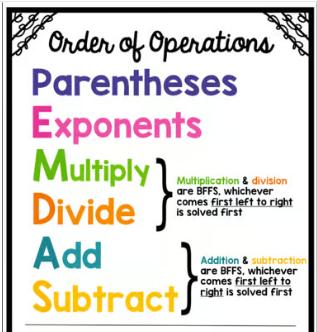 Order of Operations
Parentheses
Exponents
Multiply
Divide
Multiplication & division
are BFFS, whichever
comes first left to right
is solved first
Add
Subtract
Addition & subtraction
are BFFS, whichever
comes first left to
right is solved first